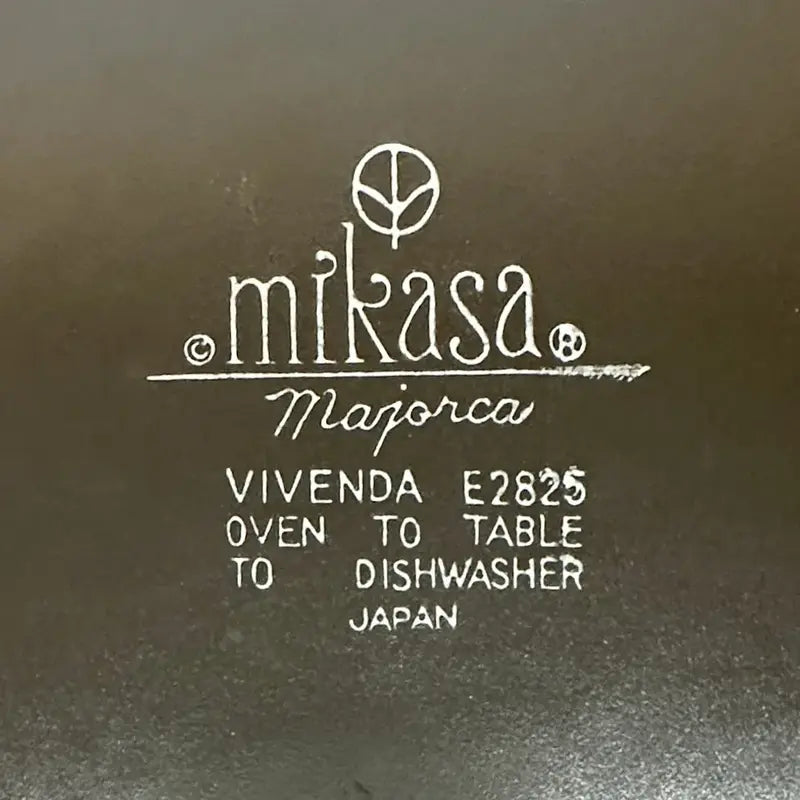 © mikasa ®
Majorca
VIVENDA E2825
OVEN TO TABLE
TO DISHWASHER
JAPAN